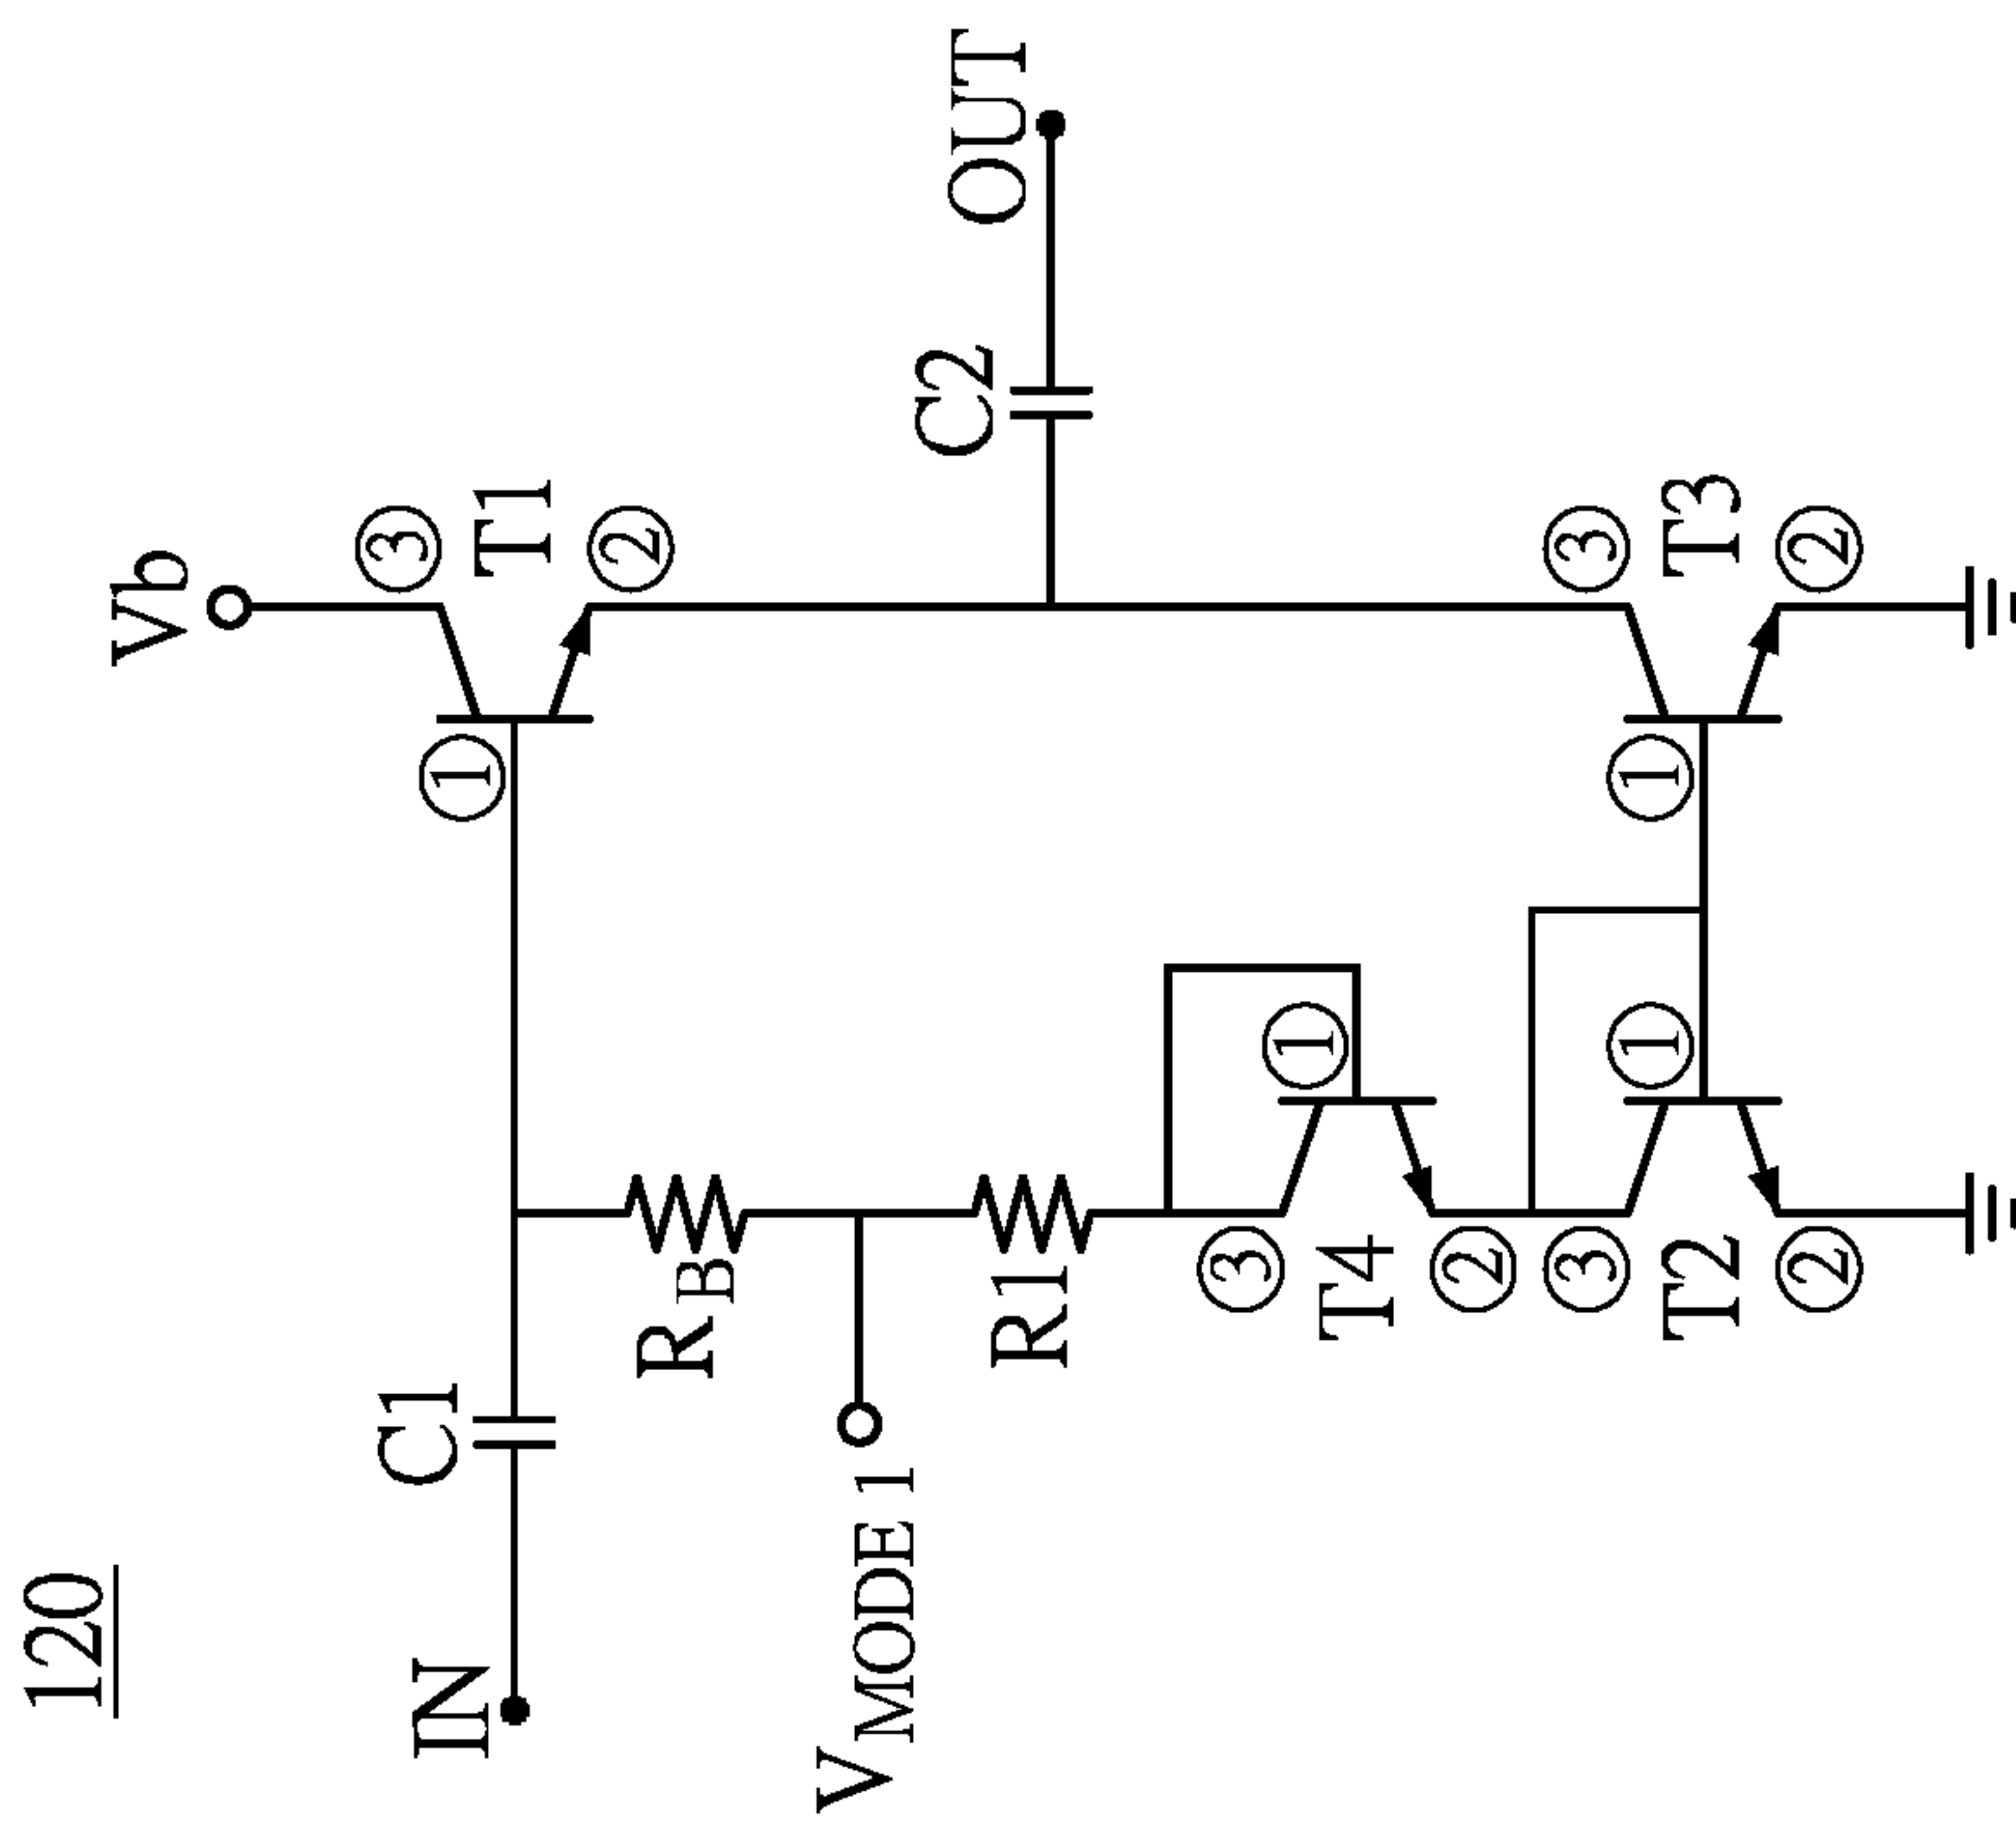 120
Vb
③
T1
②
①
IN
C1
R_B
C2
OUT
V_MODE 1
R1
③
T4
②
①
③
T2
②
①
①
③
T3
②